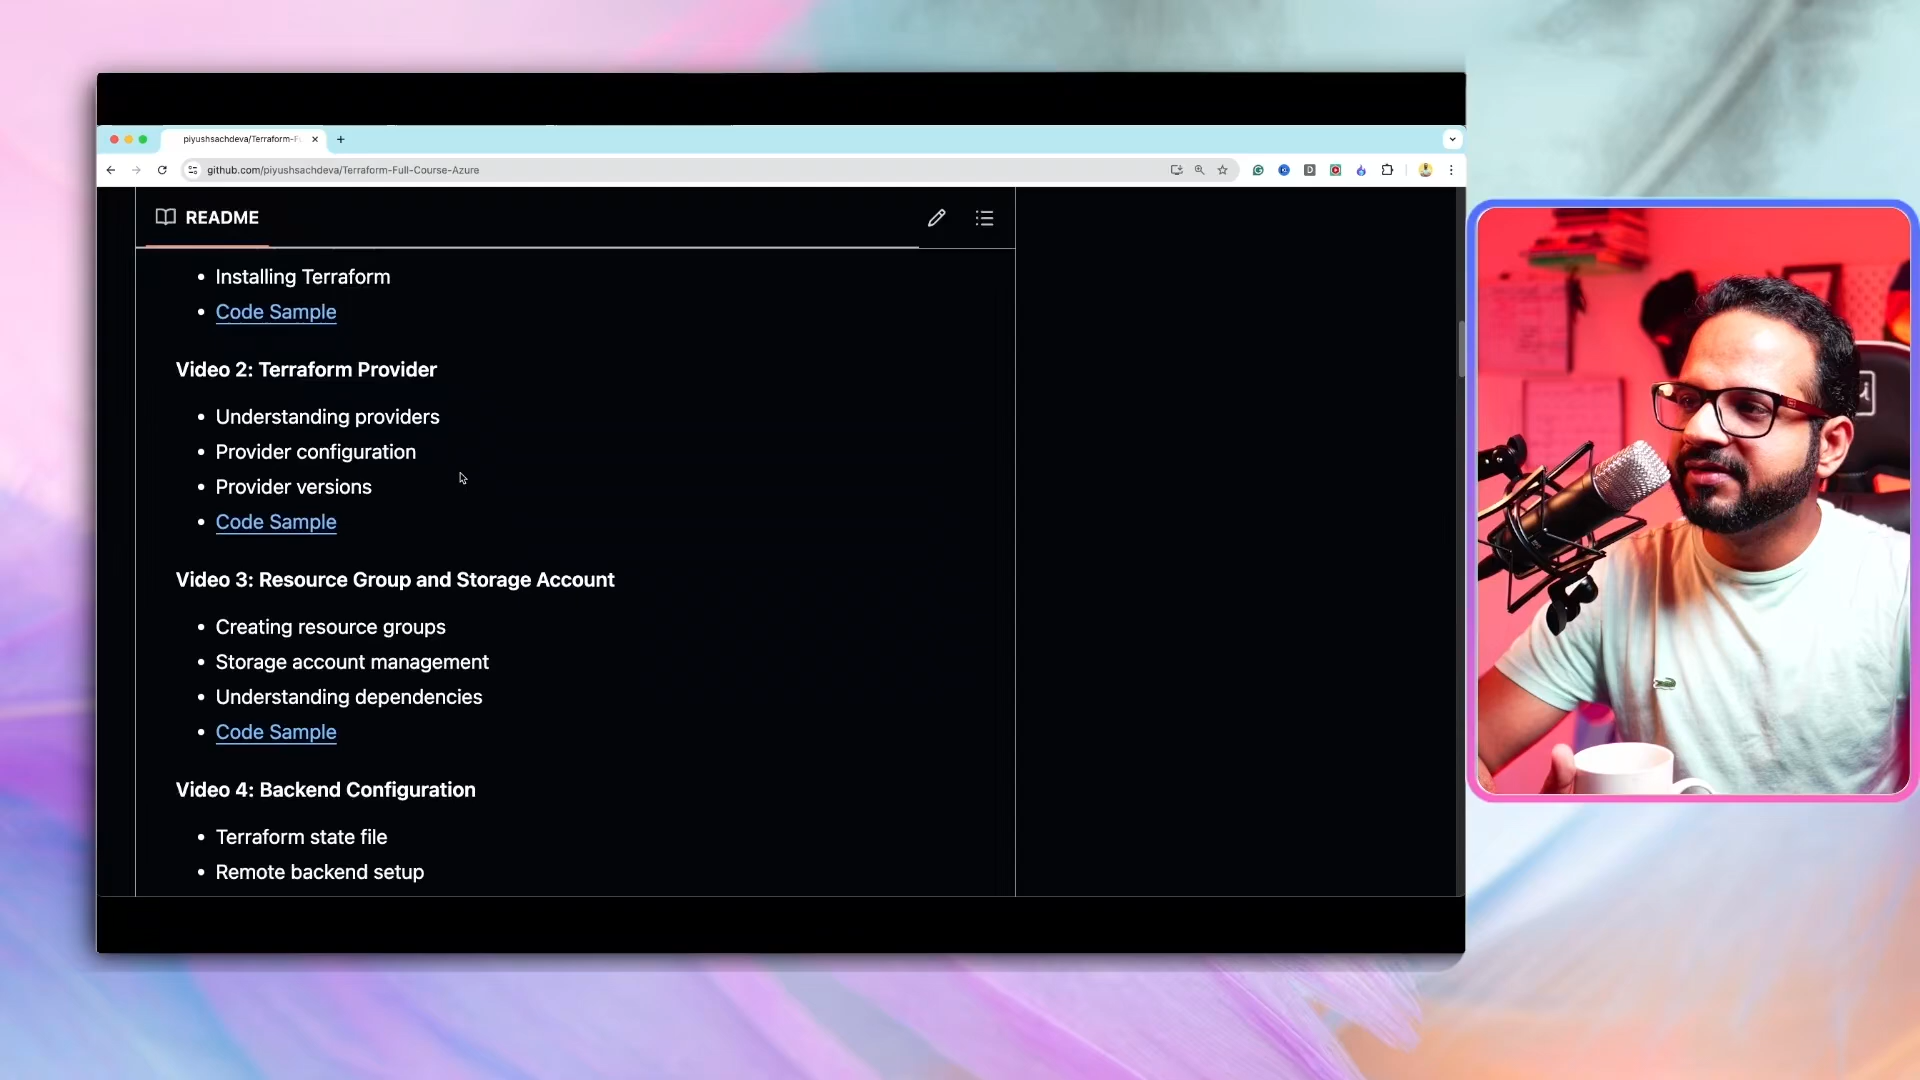 piyushsachdeva/Terraform-F
github.com/piyushsachdeva/Terraform-Full-Course-Azure
README
Installing Terraform
Code Sample
Video 2: Terraform Provider
Understanding providers
Provider configuration
Provider versions
Code Sample
Video 3: Resource Group and Storage Account
Creating resource groups
Storage account management
Understanding dependencies
Code Sample
Video 4: Backend Configuration
Terraform state file
Remote backend setup